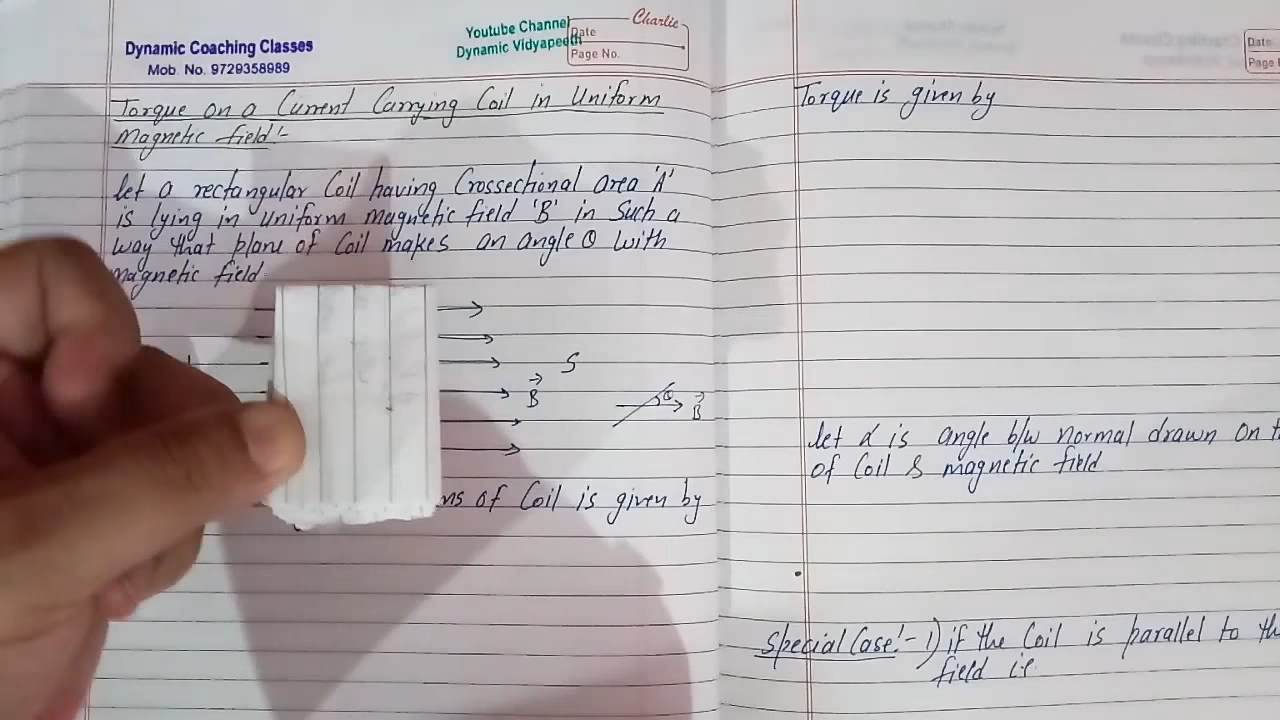 Dynamic Coaching Classes
Mob. No. 9729358989
Youtube Channel
Dynamic Vidyapeeth
Charlie
Date
Page No.
Torque on a Current Carrying Coil in Uniform
Magnetic field:-
Let a rectangular Coil having Crossectional area 'A'
is lying in Uniform magnetic field 'B' in Such a
way that plane of Coil makes an angle θ with
magnetic field
S
B
θ
B
of Coil is given by
Date
Page
Torque is given by
let α is angle b/w normal drawn on
of Coil & magnetic field
Special Case:- 1) if the Coil is parallel to
field ie